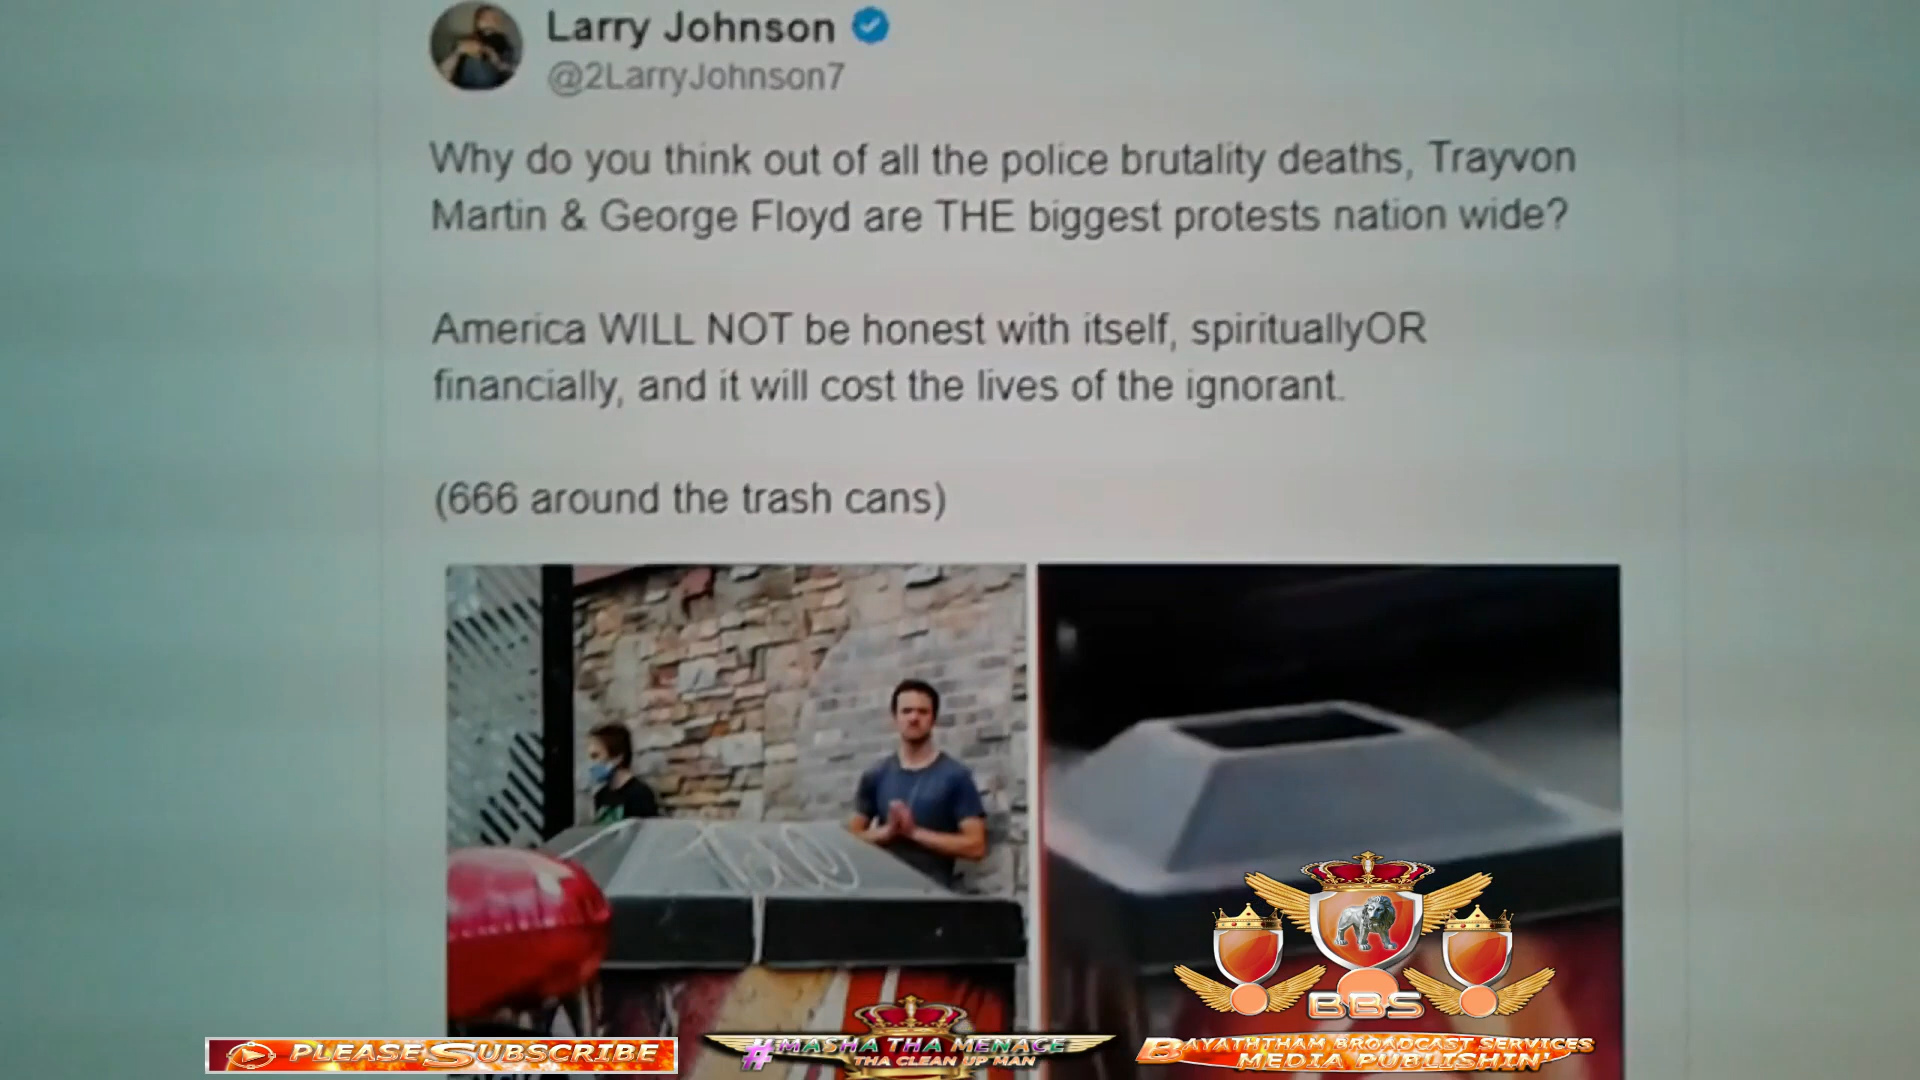 Larry Johnson
@2LarryJohnson7
Why do you think out of all the police brutality deaths, Trayvon
Martin & George Floyd are THE biggest protests nation wide?
America WILL NOT be honest with itself, spirituallyOR
financially, and it will cost the lives of the ignorant.
(666 around the trash cans)
BBS
PLEASE SUBSCRIBE
#MASHA THA MENACE
THA CLEAN UP MAN
BAYAHTHAM BROADCAST SERVICES
MEDIA PUBLISHIN'